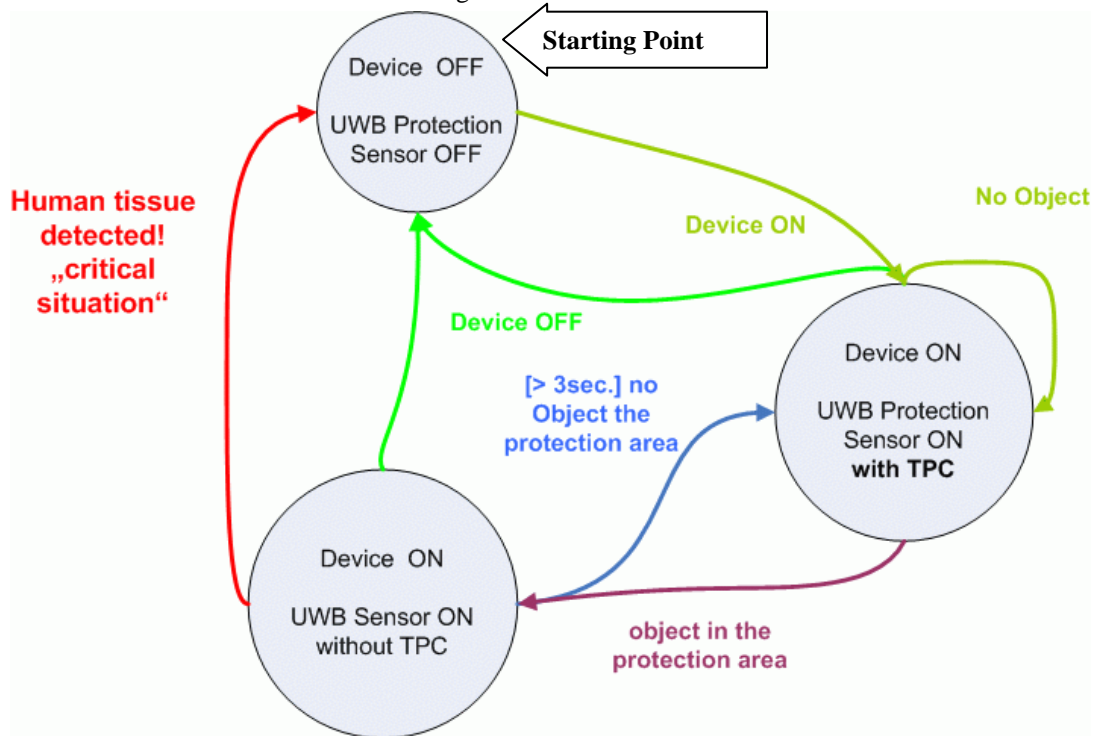 Starting Point
Device OFF
UWB Protection
Sensor OFF
Human tissue
detected!
„critical
situation“
Device ON
No Object
Device OFF
Device ON
UWB Protection
Sensor ON
with TPC
[> 3sec.] no
Object the
protection area
Device ON
UWB Sensor ON
without TPC
object in the
protection area